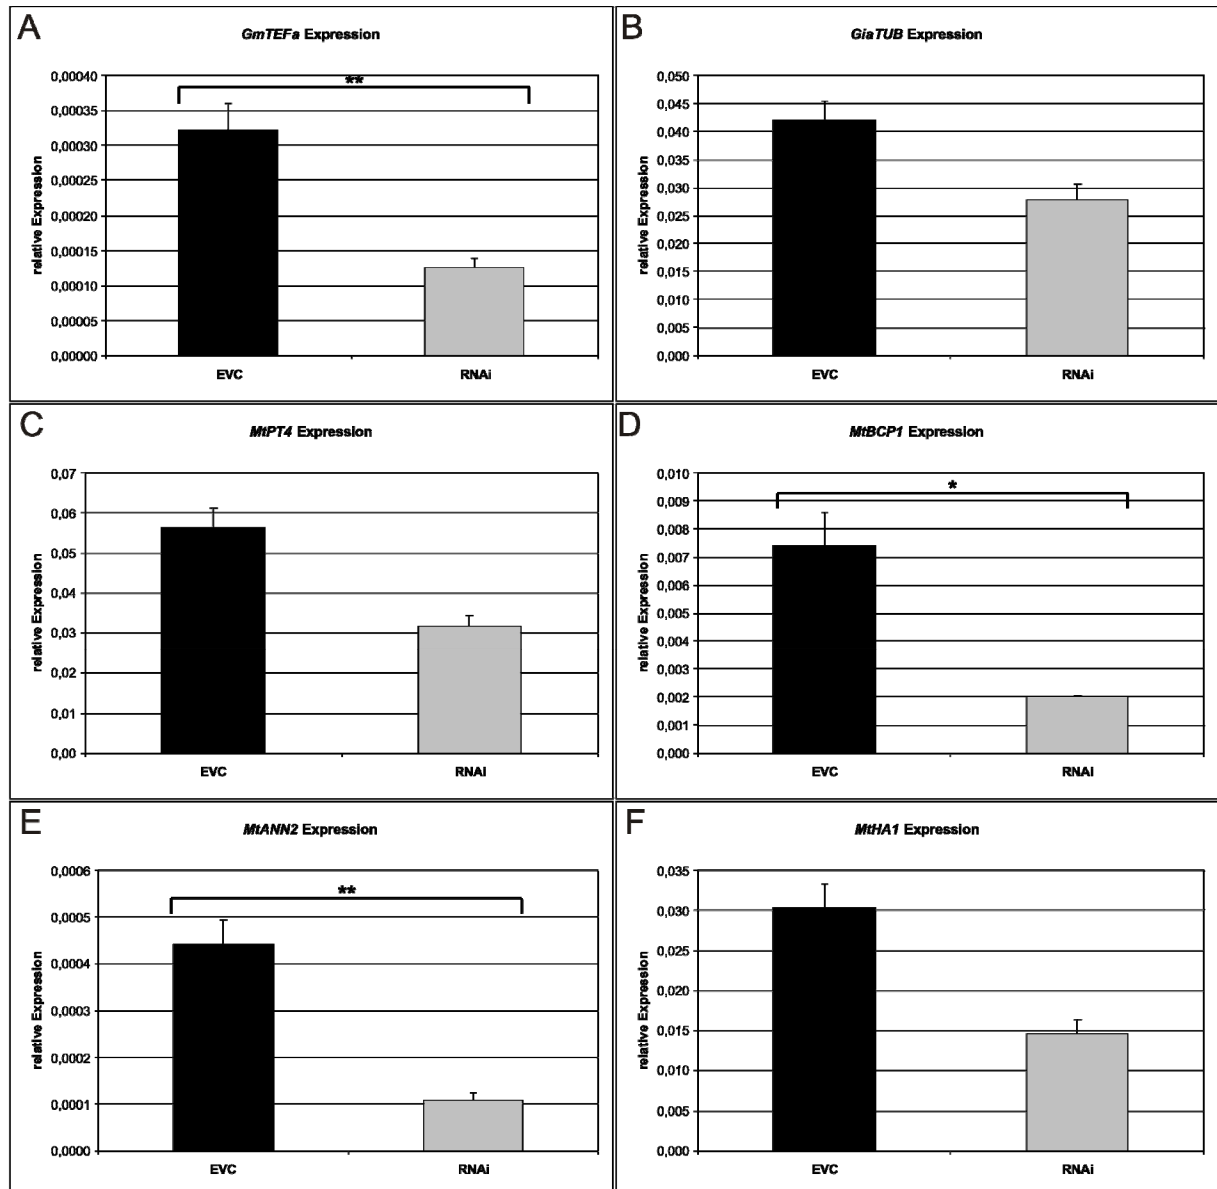 A
GmTEFa Expression
relative Expression
0,00040
**
0,00035
0,00030
0,00025
0,00020
0,00015
0,00010
0,00005
0,00000
EVC
RNAi
B
GiaTUB Expression
relative Expression
0,050
0,045
0,040
0,035
0,030
0,025
0,020
0,015
0,010
0,005
0,000
EVC
RNAi
C
MtPT4 Expression
relative Expression
0,07
0,06
0,05
0,04
0,03
0,02
0,01
0,00
EVC
RNAi
D
MtBCP1 Expression
relative Expression
0,010
*
0,009
0,008
0,007
0,006
0,005
0,004
0,003
0,002
0,001
0,000
EVC
RNAi
E
MtANN2 Expression
relative Expression
0,0006
**
0,0005
0,0004
0,0003
0,0002
0,0001
0,0000
EVC
RNAi
F
MtHA1 Expression
relative Expression
0,035
0,030
0,025
0,020
0,015
0,010
0,005
0,000
EVC
RNAi